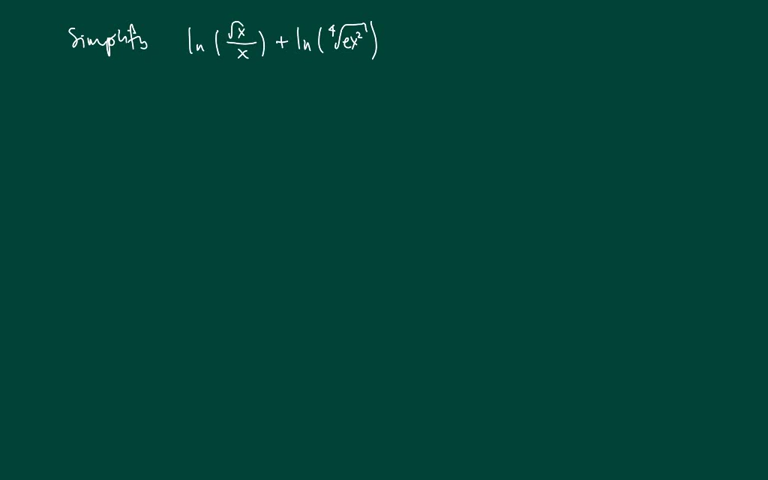 Simplify ln(√x/x) + ln(⁴√(ex²))